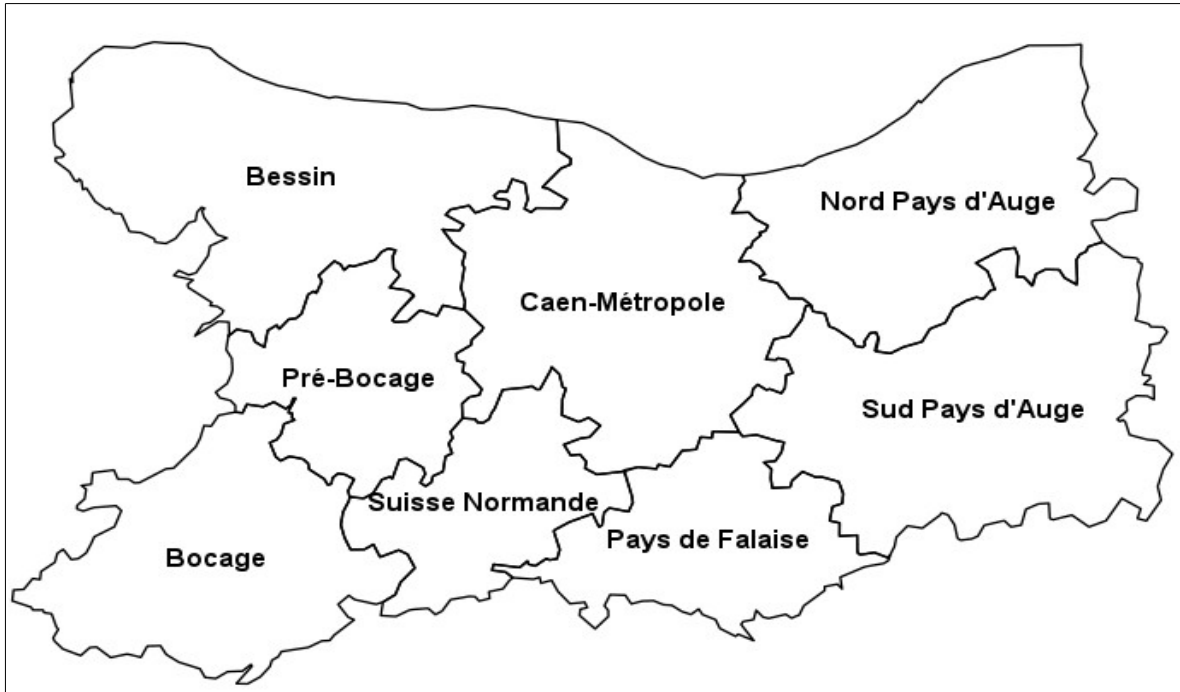 Bessin
Nord Pays d'Auge
Caen-Métropole
Pré-Bocage
Sud Pays d'Auge
Suisse Normande
Pays de Falaise
Bocage